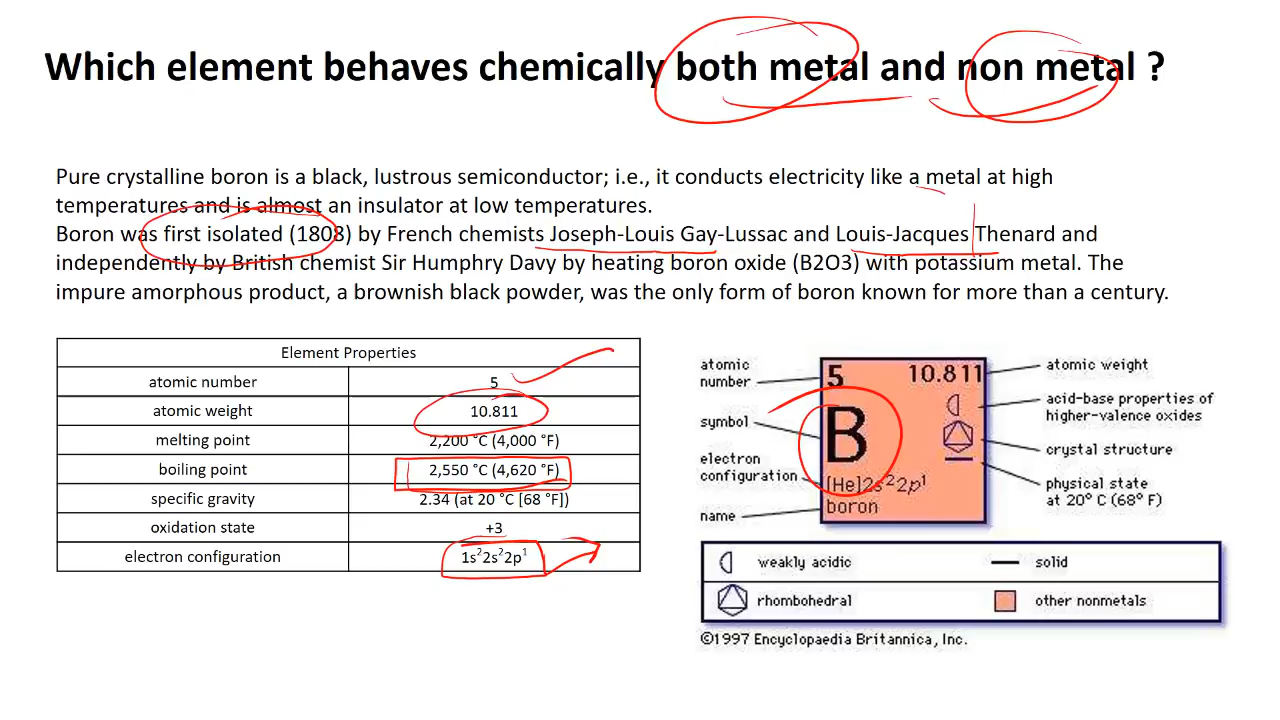 Which element behaves chemically both metal and non metal ?
Pure crystalline boron is a black, lustrous semiconductor; i.e., it conducts electricity like a metal at high
temperatures and is almost an insulator at low temperatures.
Boron was first isolated (1808) by French chemists Joseph-Louis Gay-Lussac and Louis-Jacques Thenard and
independently by British chemist Sir Humphry Davy by heating boron oxide (B2O3) with potassium metal. The
impure amorphous product, a brownish black powder, was the only form of boron known for more than a century.
Element Properties
atomic number 5
atomic weight 10.811
melting point 2,200 °C (4,000 °F)
boiling point 2,550 °C (4,620 °F)
specific gravity 2.34 (at 20 °C [68 °F])
oxidation state +3
electron configuration 1s²2s²2p¹
atomic
number
symbol
electron
configuration
name
5 10.811
B
[He]2s²2p¹
boron
atomic weight
acid-base properties of
higher-valence oxides
crystal structure
physical state
at 20° C (68° F)
weakly acidic solid
rhombohedral other nonmetals
©1997 Encyclopaedia Britannica, Inc.